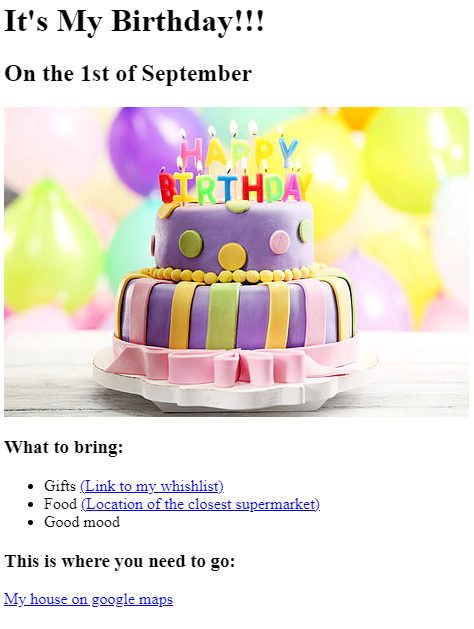 It's My Birthday!!!
On the 1st of September
HAPPY
BIRTHDAY
What to bring:
Gifts (Link to my whishlist)
Food (Location of the closest supermarket)
Good mood
This is where you need to go:
My house on google maps